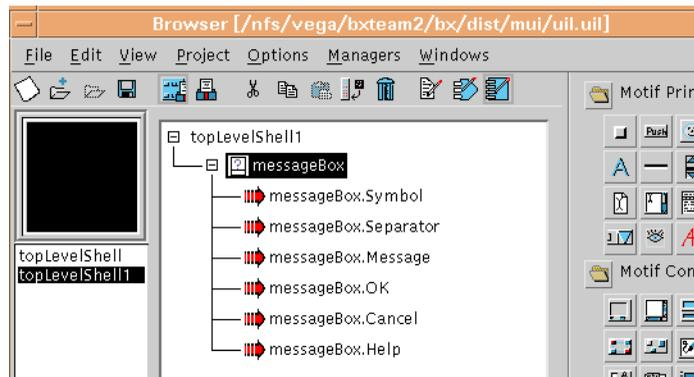 Browser [/nfs/vega/bxteam2/bx/dist/mui/uil.uil]
File Edit View Project Options Managers Windows
Motif Prin
Push
topLevelShell1
messageBox
messageBox.Symbol
messageBox.Separator
messageBox.Message
messageBox.OK
messageBox.Cancel
messageBox.Help
topLevelShell
topLevelShell1
A
A
Motif Con